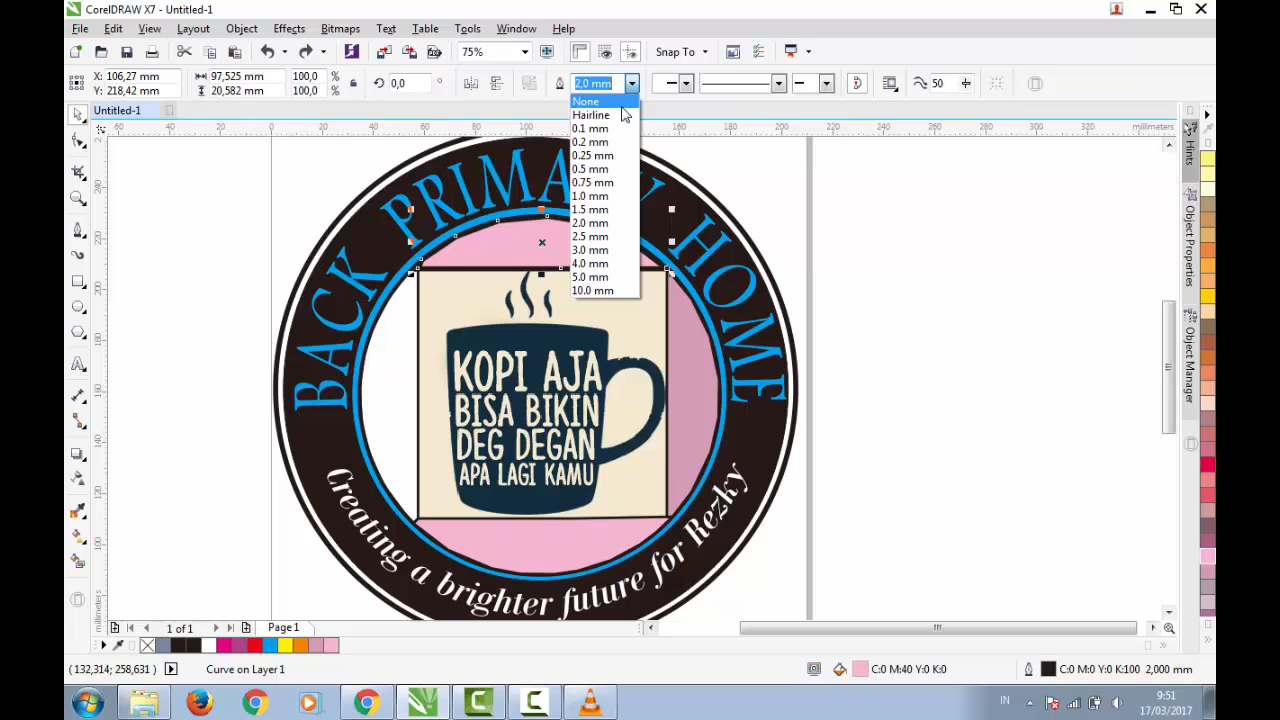 CorelDRAW X7 - Untitled-1
File Edit View Layout Object Effects Bitmaps Text Table Tools Window Help
75% Snap To
X: 106,27 mm 97,525 mm 100,0 % 0,0 2,0 mm 50
Y: 218,42 mm 20,582 mm 100,0 %
Untitled-1
None
Hairline
0.1 mm
0.2 mm
0.25 mm
0.5 mm
0.75 mm
1.0 mm
1.5 mm
2.0 mm
2.5 mm
3.0 mm
4.0 mm
5.0 mm
10.0 mm
millimeters
Hints
Object Properties
Object Manager
BACK PRIMA HOME
KOPI AJA
BISA BIKIN
DEG DEGAN
APA LAGI KAMU
Creating a brighter future for Rezky
millimeters
1 of 1 Page 1
( 132,314; 258,631 ) Curve on Layer 1 C:0 M:40 Y:0 K:0 C:0 M:0 Y:0 K:100 2,000 mm
IN 9:51
17/03/2017